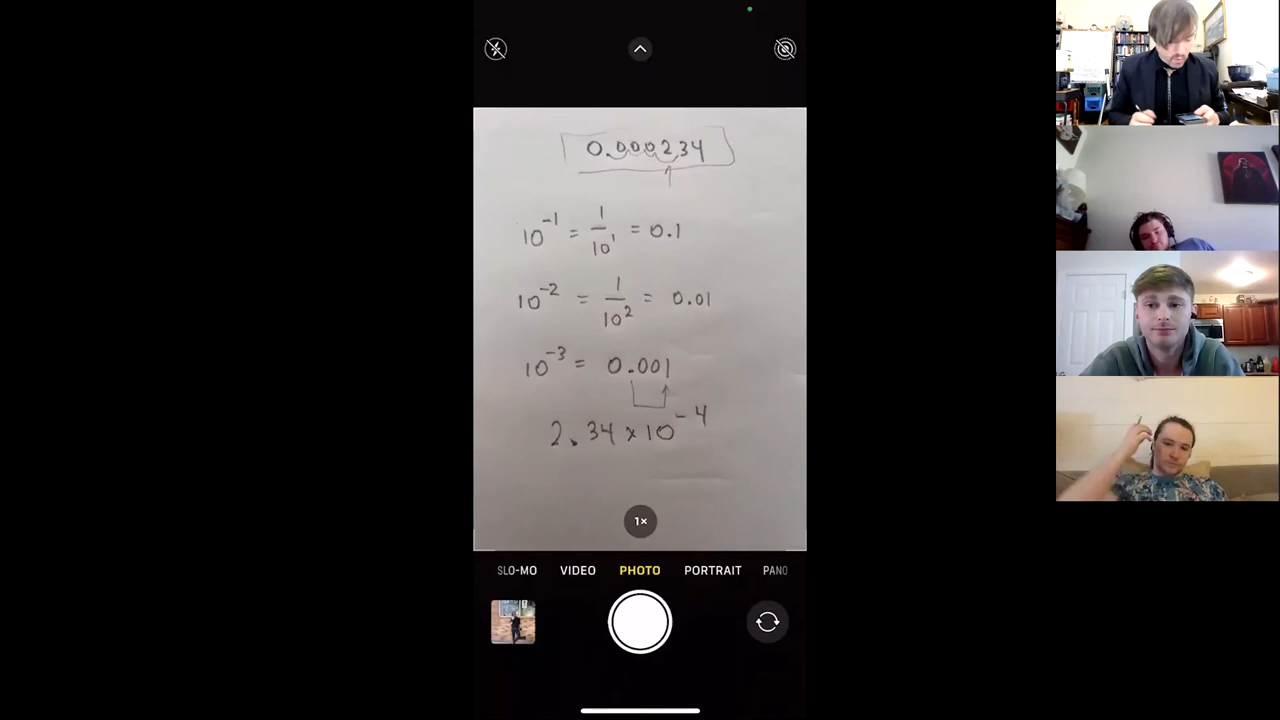 0.000234
10⁻¹ = 1/10¹ = 0.1
10⁻² = 1/10² = 0.01
10⁻³ = 0.001
2.34 × 10⁻⁴
1×
SLO-MO VIDEO PHOTO PORTRAIT PANO